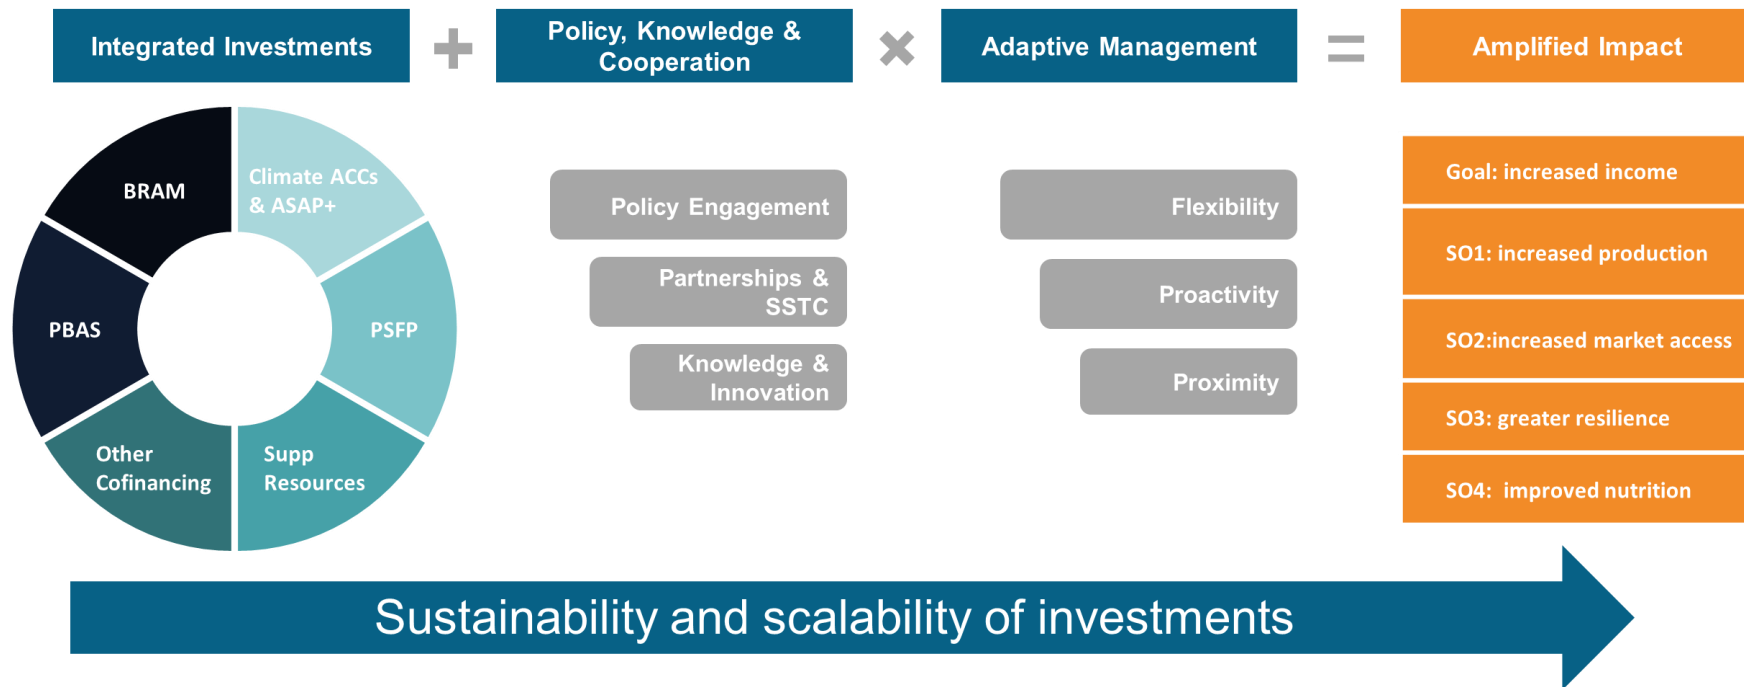 Integrated Investments
+
Policy, Knowledge &
Cooperation
×
Adaptive Management
=
Amplified Impact
BRAM
Climate ACCs
& ASAP+
PBAS
PSFP
Other
Cofinancing
Supp
Resources
Policy Engagement
Partnerships &
SSTC
Knowledge &
Innovation
Flexibility
Proactivity
Proximity
Goal: increased income
SO1: increased production
SO2:increased market access
SO3: greater resilience
SO4: improved nutrition
Sustainability and scalability of investments